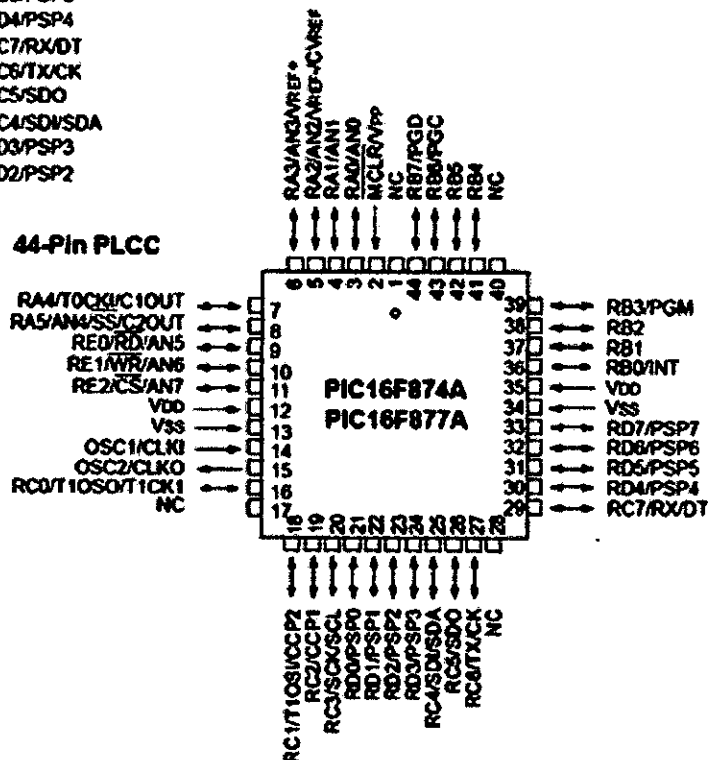 D4/PSP4
C7/RX/DT
C6/TX/CK
C5/SDO
C4/SDI/SDA
D3/PSP3
D2/PSP2
44-Pin PLCC
RA3/AN3/VREF+
RA2/AN2/VREF-/CVREF
RA1/AN1
RA0/AN0
MCLR/VPP
NC
RB7/PGD
RB6/PGC
RB5
RB4
NC
6 5 4 3 2 1 44 43 42 41 40
RA4/T0CKI/C1OUT 7
RA5/AN4/SS/C2OUT 8
RE0/RD/AN5 9
RE1/WR/AN6 10
RE2/CS/AN7 11
VDD 12
VSS 13
OSC1/CLKI 14
OSC2/CLKO 15
RC0/T1OSO/T1CK1 16
NC 17
PIC16F874A
PIC16F877A
39 RB3/PGM
38 RB2
37 RB1
36 RB0/INT
35 VDD
34 VSS
33 RD7/PSP7
32 RD6/PSP6
31 RD5/PSP5
30 RD4/PSP4
29 RC7/RX/DT
18 19 20 21 22 23 24 25 26 27 28
RC1/T1OSI/CCP2
RC2/CCP1
RC3/SCK/SCL
RD0/PSP0
RD1/PSP1
RD2/PSP2
RD3/PSP3
RC4/SDI/SDA
RC5/SDO
RC6/TX/CK
NC